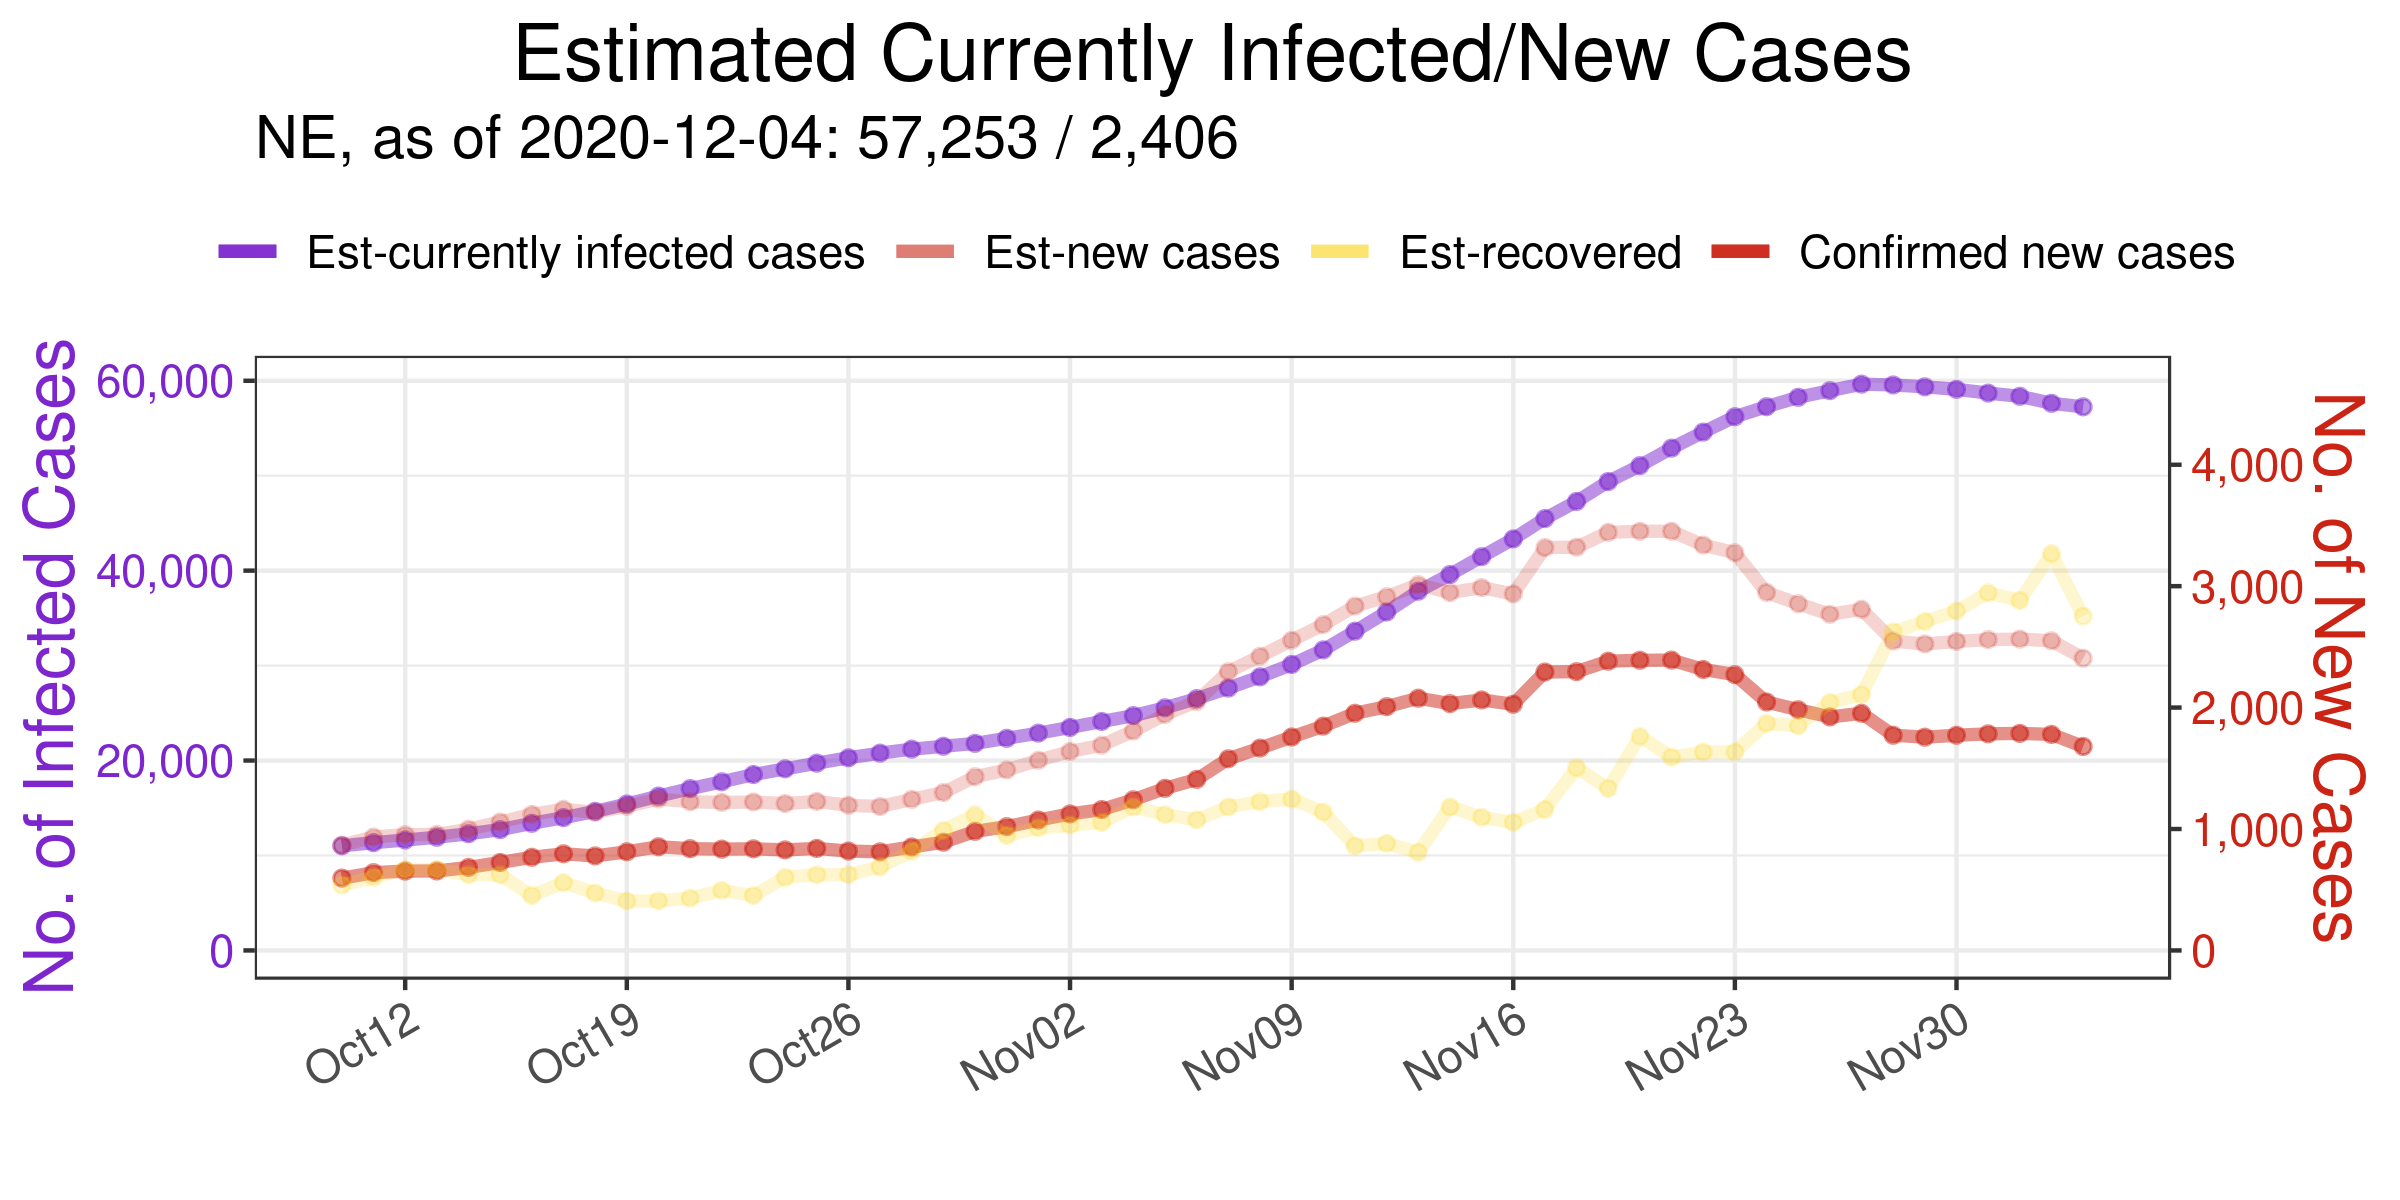 Estimated Currently Infected/New Cases
NE, as of 2020-12-04: 57,253 / 2,406
Est-currently infected cases
Est-new cases
Est-recovered
Confirmed new cases
No. of Infected Cases
60,000
40,000
20,000
0
4,000
3,000
2,000
1,000
0
No. of New Cases
Oct12
Oct19
Oct26
Nov02
Nov09
Nov16
Nov23
Nov30